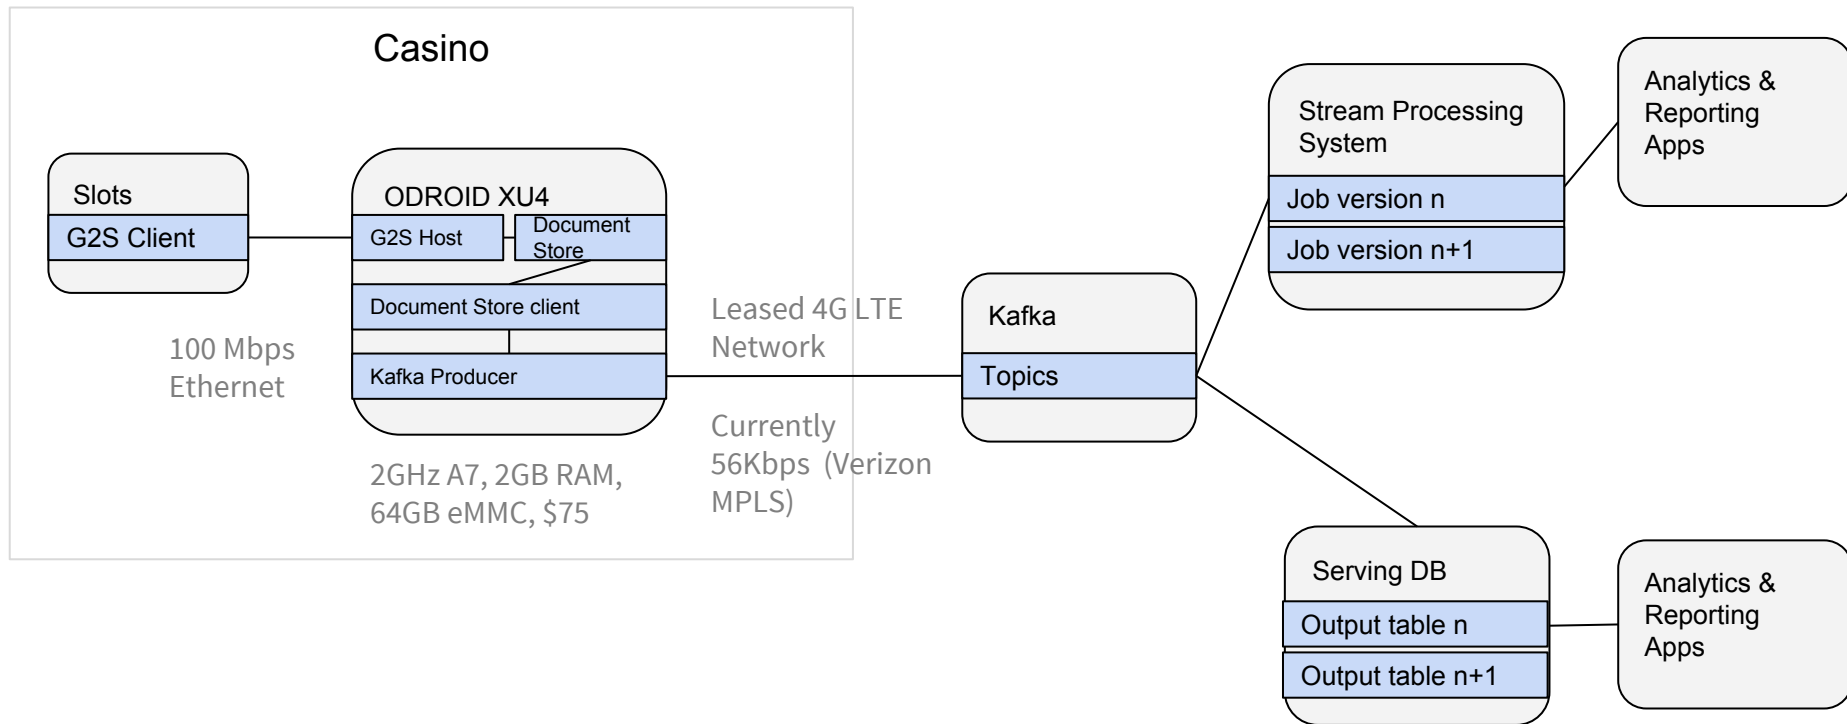 Casino
Slots
G2S Client
100 Mbps
Ethernet
ODROID XU4
G2S Host
Document
Store
Document Store client
Kafka Producer
2GHz A7, 2GB RAM,
64GB eMMC, $75
Leased 4G LTE
Network
Currently
56Kbps (Verizon
MPLS)
Kafka
Topics
Stream Processing
System
Job version n
Job version n+1
Analytics &
Reporting
Apps
Serving DB
Output table n
Output table n+1
Analytics &
Reporting
Apps